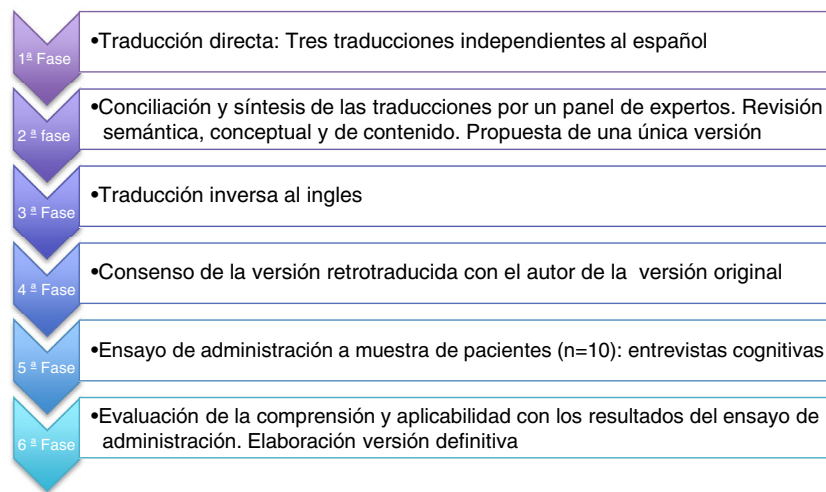 1ª Fase
•Traducción directa: Tres traducciones independientes al español
2 ª fase
•Conciliación y síntesis de las traducciones por un panel de expertos. Revisión
semántica, conceptual y de contenido. Propuesta de una única versión
3 ª Fase
•Traducción inversa al ingles
4 ª Fase
•Consenso de la versión retrotraducida con el autor de la versión original
5 ª Fase
•Ensayo de administración a muestra de pacientes (n=10): entrevistas cognitivas
6 ª Fase
•Evaluación de la comprensión y aplicabilidad con los resultados del ensayo de
administración. Elaboración versión definitiva